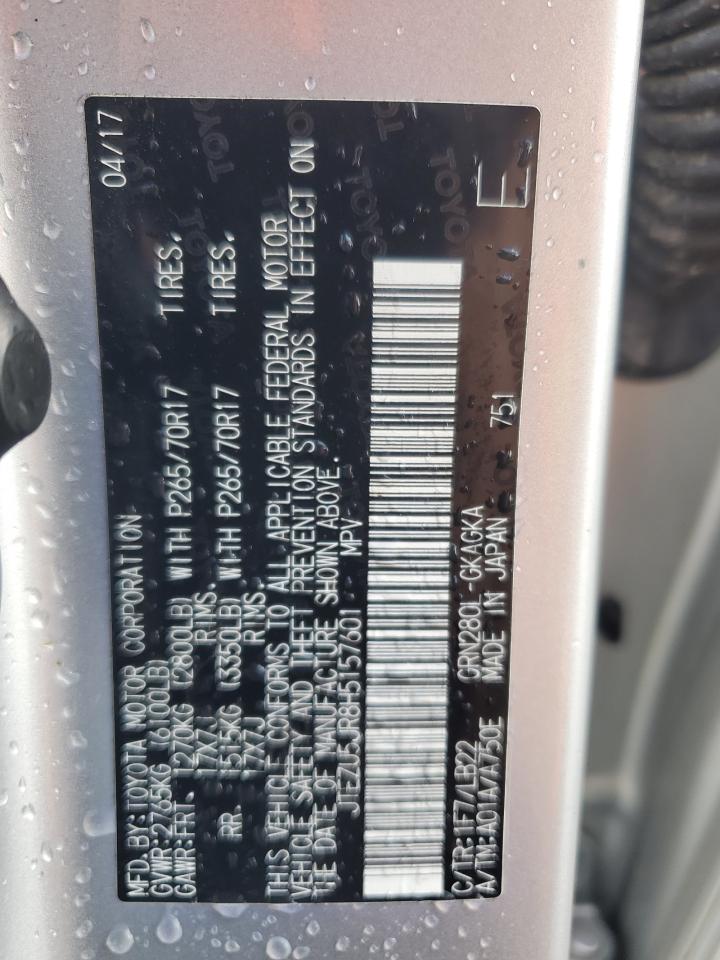 MFD.BY:TOYOTA MOTOR CORPORATION 04/17
GVWR:2765KG (6100LB)
GAWR:FRT. 1270KG (2800LB) WITH P265/70R17 TIRES.
17X7J RIMS.
RR. 1515KG (3350LB) WITH P265/70R17 TIRES.
17X7J RIMS.
THIS VEHICLE CONFORMS TO ALL APPLICABLE FEDERAL MOTOR
VEHICLE SAFETY AND THEFT PREVENTION STANDARDS IN EFFECT ON
THE DATE OF MANUFACTURE SHOWN ABOVE.
JTEZU5JR8H5157601 MPV
C/TR:1F7/LB22 GRN280L-GKAGKA
A/TM:A01A/A750E MADE IN JAPAN 751
E